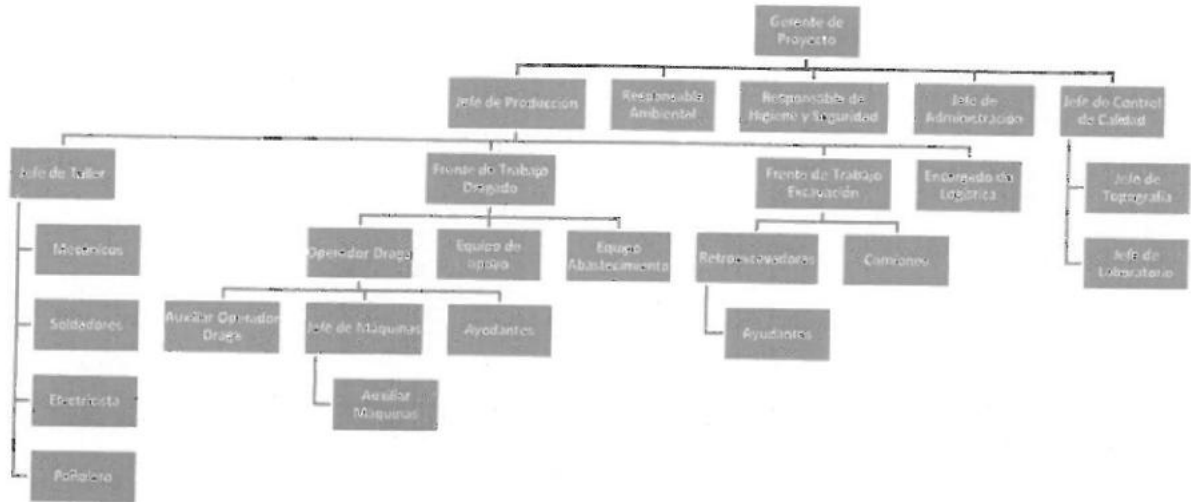 Gerente de
Proyecto
Jefe de Producción
Responsable
Ambiental
Responsable de
Higiene y Seguridad
Jefe de
Administración
Jefe de Control
de Calidad
Jefe de Taller
Frente de Trabajo
Dragado
Frente de Trabajo
Excavación
Encargado de
Logística
Jefe de
Topografía
Mecánicos
Operador Draga
Equipo de
apoyo
Equipo
Abastecimiento
Retroexcavadoras
Camiones
Jefe de
Laboratorio
Soldadores
Auxiliar Operador
Draga
Jefe de Máquinas
Ayudantes
Ayudantes
Electricista
Auxiliar
Máquinas
Pañolero